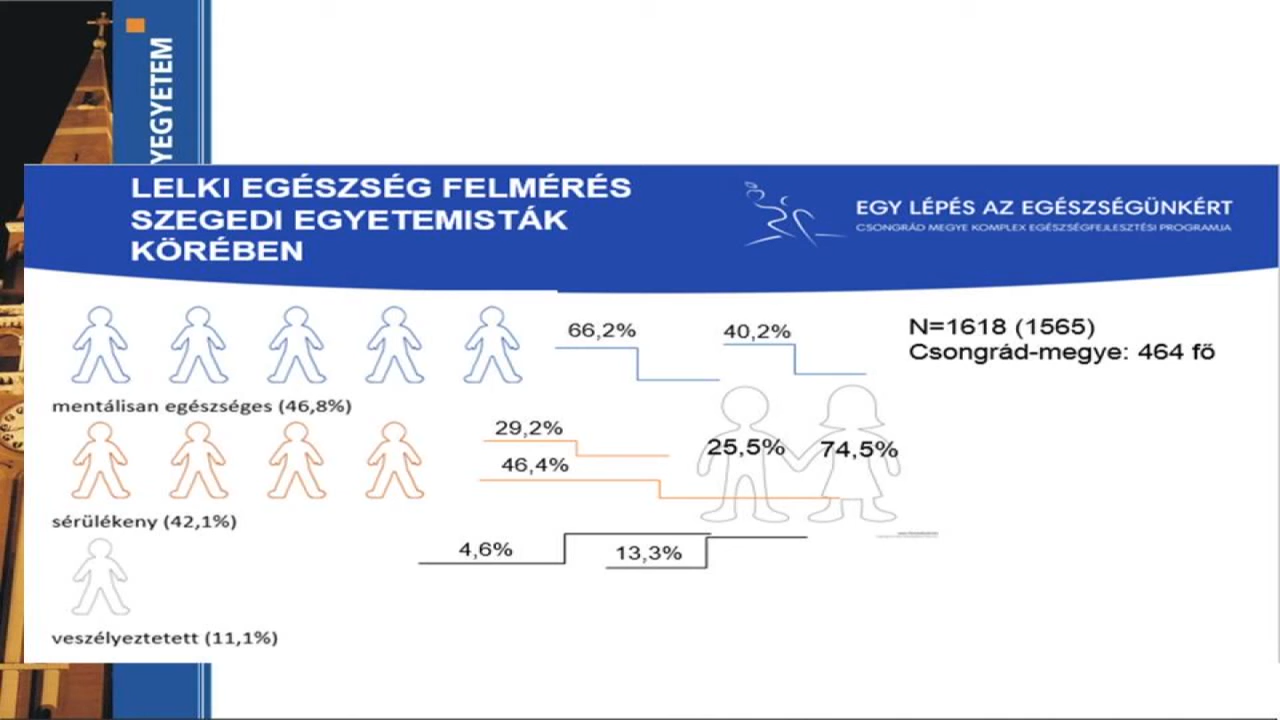 YEGYETEM
LELKI EGÉSZSÉG FELMÉRÉS
SZEGEDI EGYETEMISTÁK
KÖRÉBEN
EGY LÉPÉS AZ EGÉSZSÉGÜNKÉRT
CSONGRÁD MEGYE KOMPLEX EGÉSZSÉGFEJLESZTÉSI PROGRAMJA
N=1618 (1565)
Csongrád-megye: 464 fő
66,2%
40,2%
mentálisan egészséges (46,8%)
29,2%
46,4%
25,5%
74,5%
sérülékeny (42,1%)
4,6%
13,3%
veszélyeztetett (11,1%)